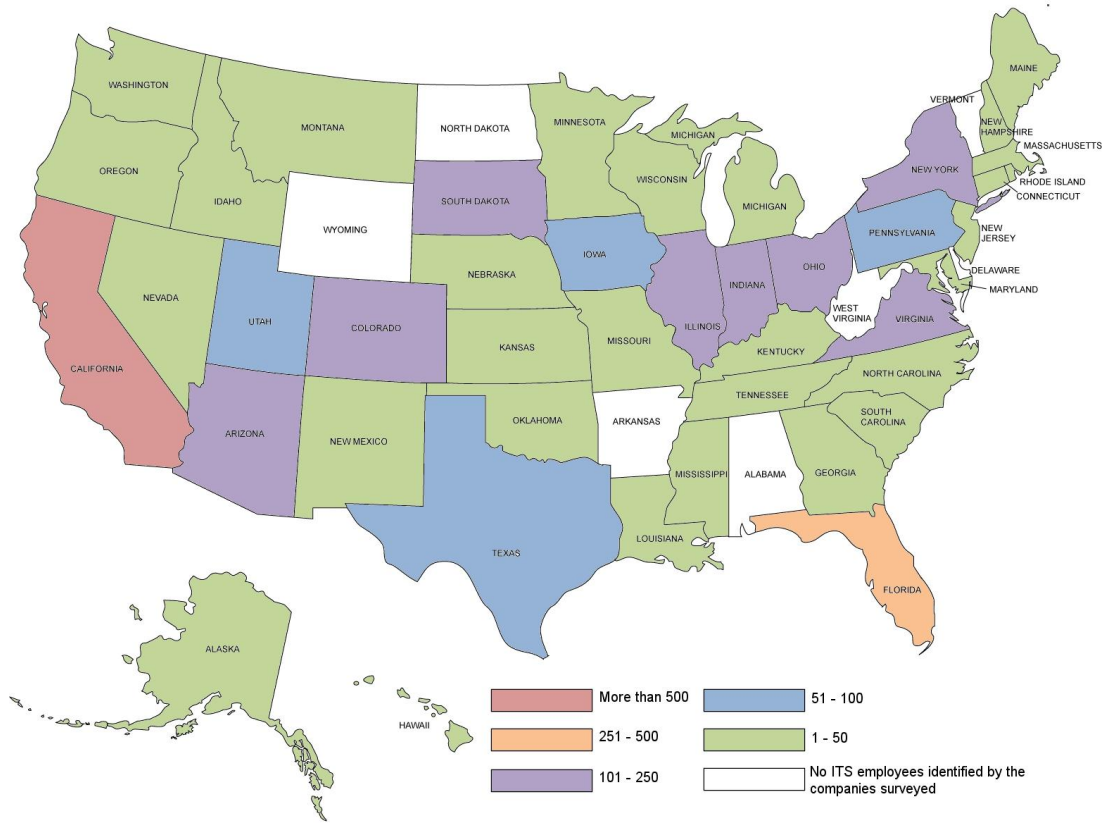 MAINE
VERMONT
WASHINGTON
NORTH DAKOTA
MINNESOTA
MONTANA
NEW
HAMPSHIRE
MICHIGAN
MASSACHUSETTS
OREGON
NEW YORK
WISCONSIN
RHODE ISLAND
CONNECTICUT
IDAHO
SOUTH DAKOTA
MICHIGAN
WYOMING
PENNSYLVANIA
NEW
JERSEY
IOWA
OHIO
DELAWARE
NEBRASKA
INDIANA
MARYLAND
NEVADA
WEST
VIRGINIA
UTAH
COLORADO
ILLINOIS
VIRGINIA
MISSOURI
KANSAS
KENTUCKY
CALIFORNIA
NORTH CAROLINA
TENNESSEE
SOUTH
CAROLINA
OKLAHOMA
ARKANSAS
ARIZONA
NEW MEXICO
MISSISSIPPI
ALABAMA
GEORGIA
LOUISIANA
TEXAS
FLORIDA
ALASKA
HAWAII
More than 500
251 - 500
101 - 250
51 - 100
1 - 50
No ITS employees identified by the
companies surveyed